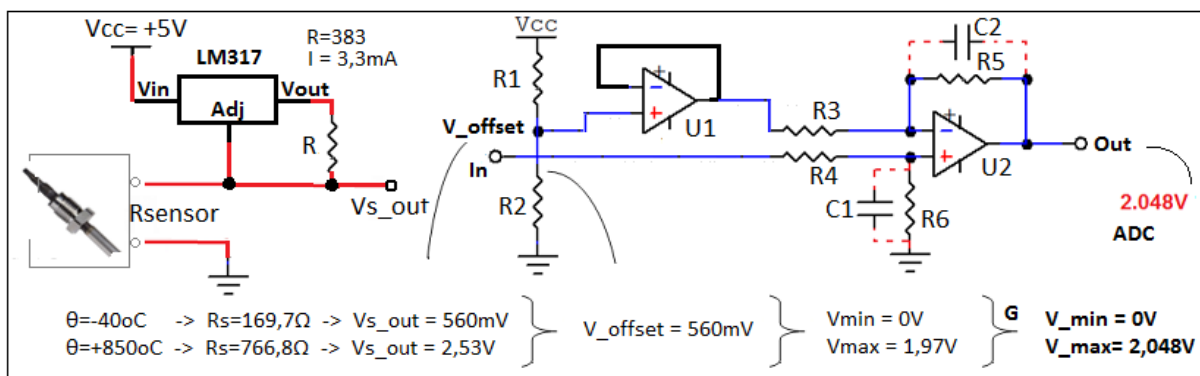 Vcc= +5V
R=383
I = 3,3mA
LM317
Vin
Vout
Adj
R
Rsensor
Vs_out
Vcc
R1
V_offset
In
R2
U1
R3
R4
C2
R5
U2
Out
C1
R6
2.048V
ADC
θ=-40oC -> Rs=169,7Ω -> Vs_out = 560mV
θ=+850oC -> Rs=766,8Ω -> Vs_out = 2,53V
V_offset = 560mV
Vmin = 0V
Vmax = 1,97V
G
V_min = 0V
V_max= 2,048V